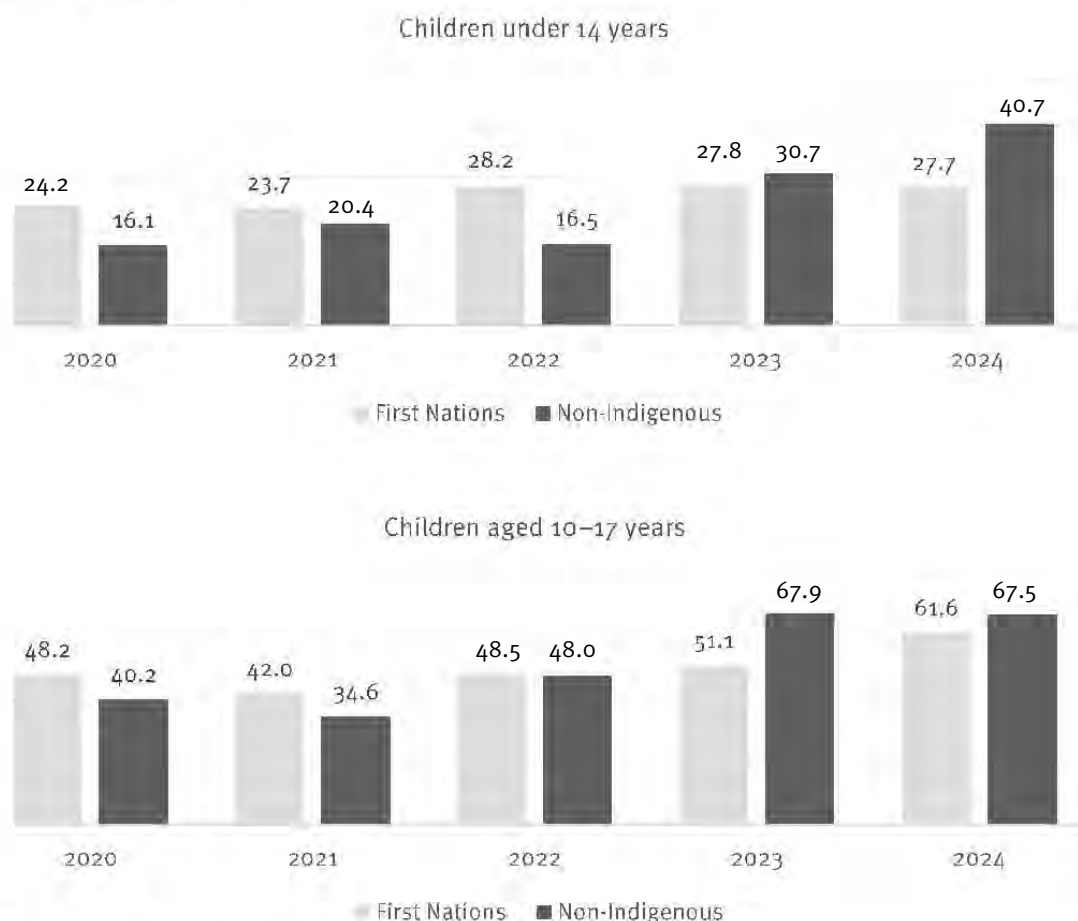 Children under 14 years
24.2 16.1 23.7 20.4 28.2 16.5 27.8 30.7 27.7 40.7
2020 2021 2022 2023 2024
First Nations Non-Indigenous
Children aged 10–17 years
48.2 40.2 42.0 34.6 48.5 48.0 51.1 67.9 61.6 67.5
2020 2021 2022 2023 2024
First Nations Non-Indigenous